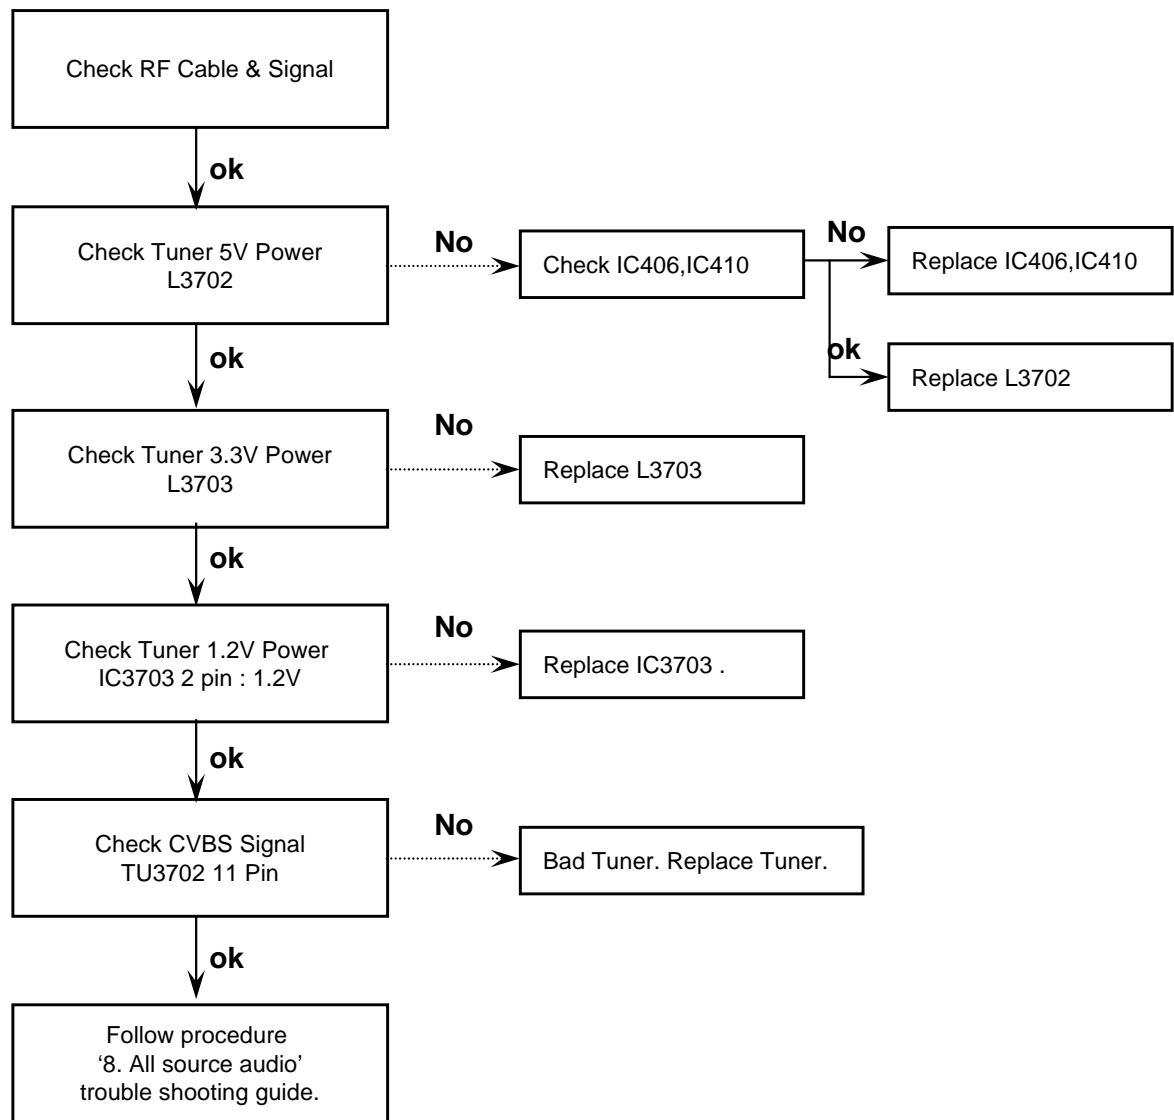 Check RF Cable & Signal
ok
Check Tuner 5V Power
L3702
No
Check IC406,IC410
No
Replace IC406,IC410
ok
Replace L3702
ok
Check Tuner 3.3V Power
L3703
No
Replace L3703
ok
Check Tuner 1.2V Power
IC3703 2 pin : 1.2V
No
Replace IC3703 .
ok
Check CVBS Signal
TU3702 11 Pin
No
Bad Tuner. Replace Tuner.
ok
Follow procedure
‘8. All source audio’
trouble shooting guide.